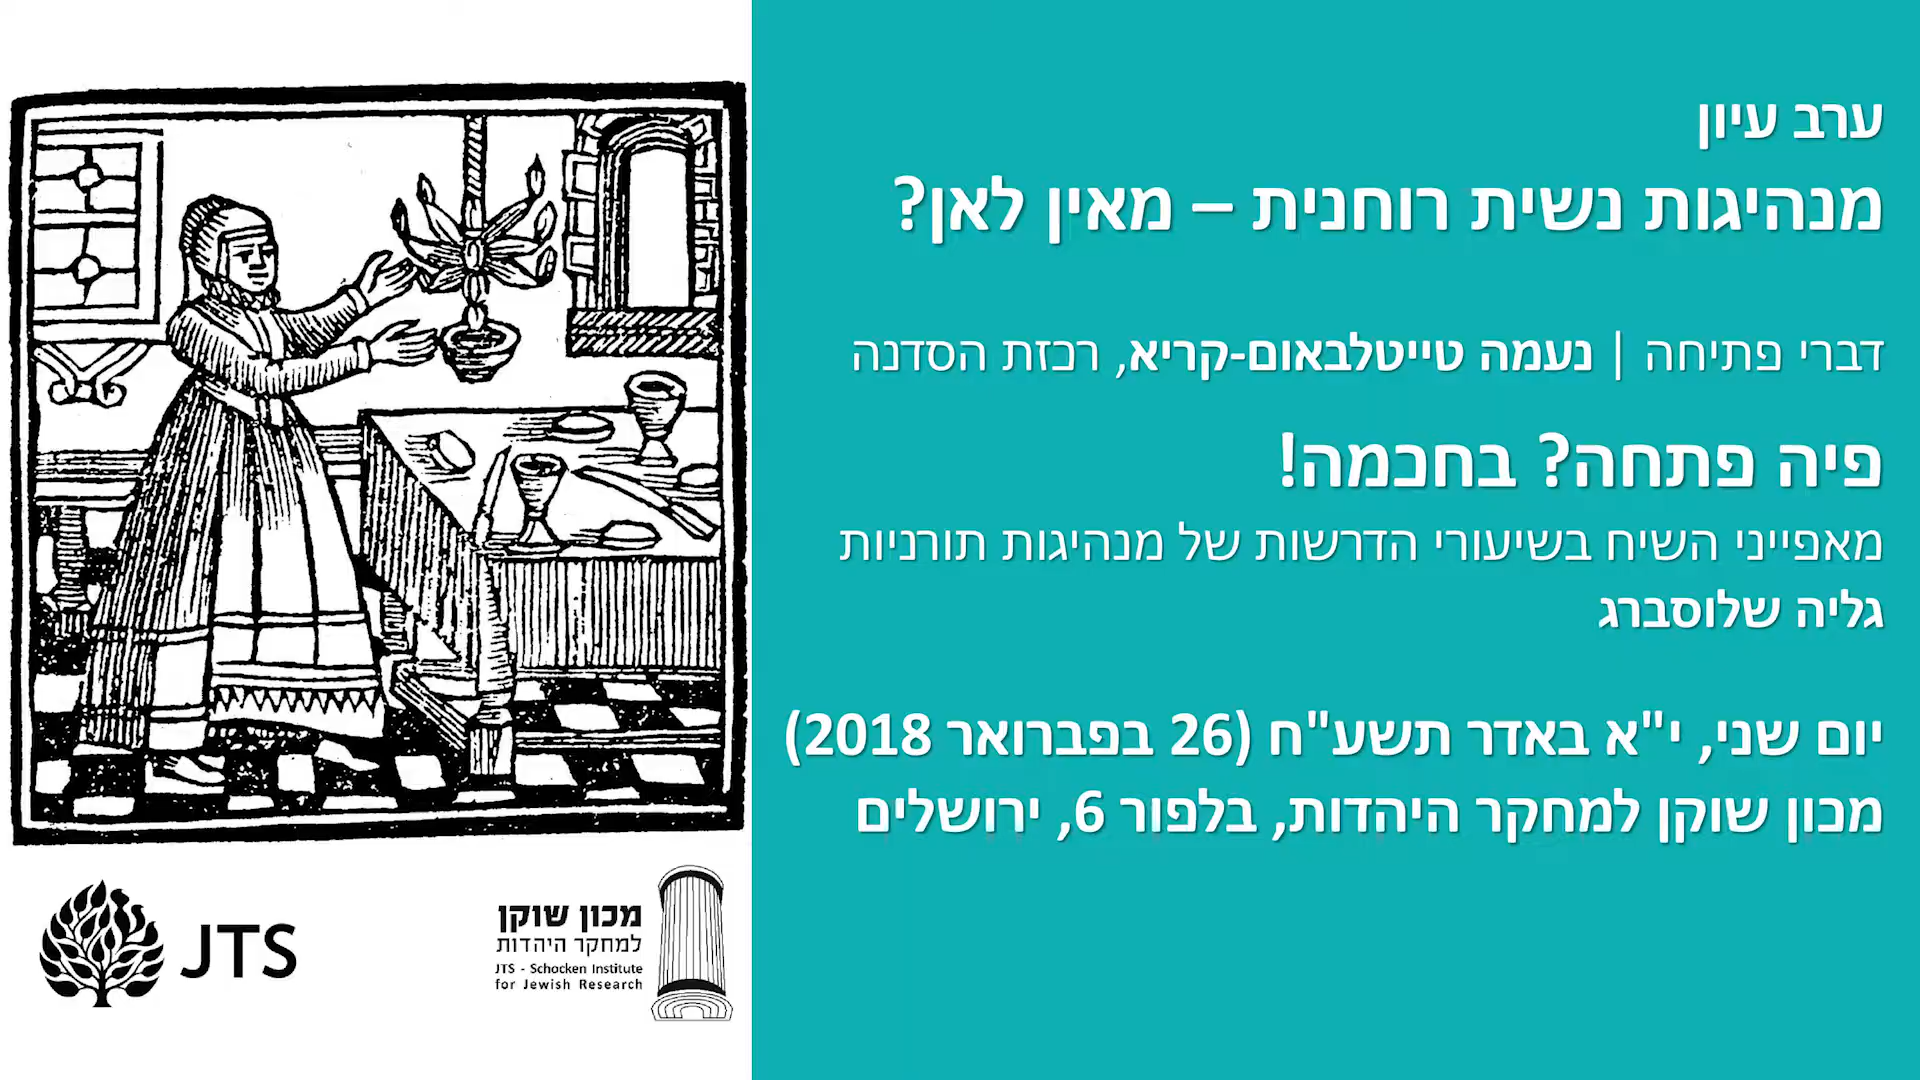 ערב עיון
מנהיגות נשית רוחנית – מאין לאן?
דברי פתיחה | נעמה טייטלבאום-קריא, רכזת הסדנה
פיה פתחה? בחכמה!
מאפייני השיח בשיעורי הדרשות של מנהיגות תורניות
גליה שלוסברג
יום שני, י"א באדר תשע"ח (26 בפברואר 2018)
מכון שוקן למחקר היהדות, בלפור 6, ירושלים
JTS
מכון שוקן
למחקר היהדות
JTS - Schocken Institute
for Jewish Research